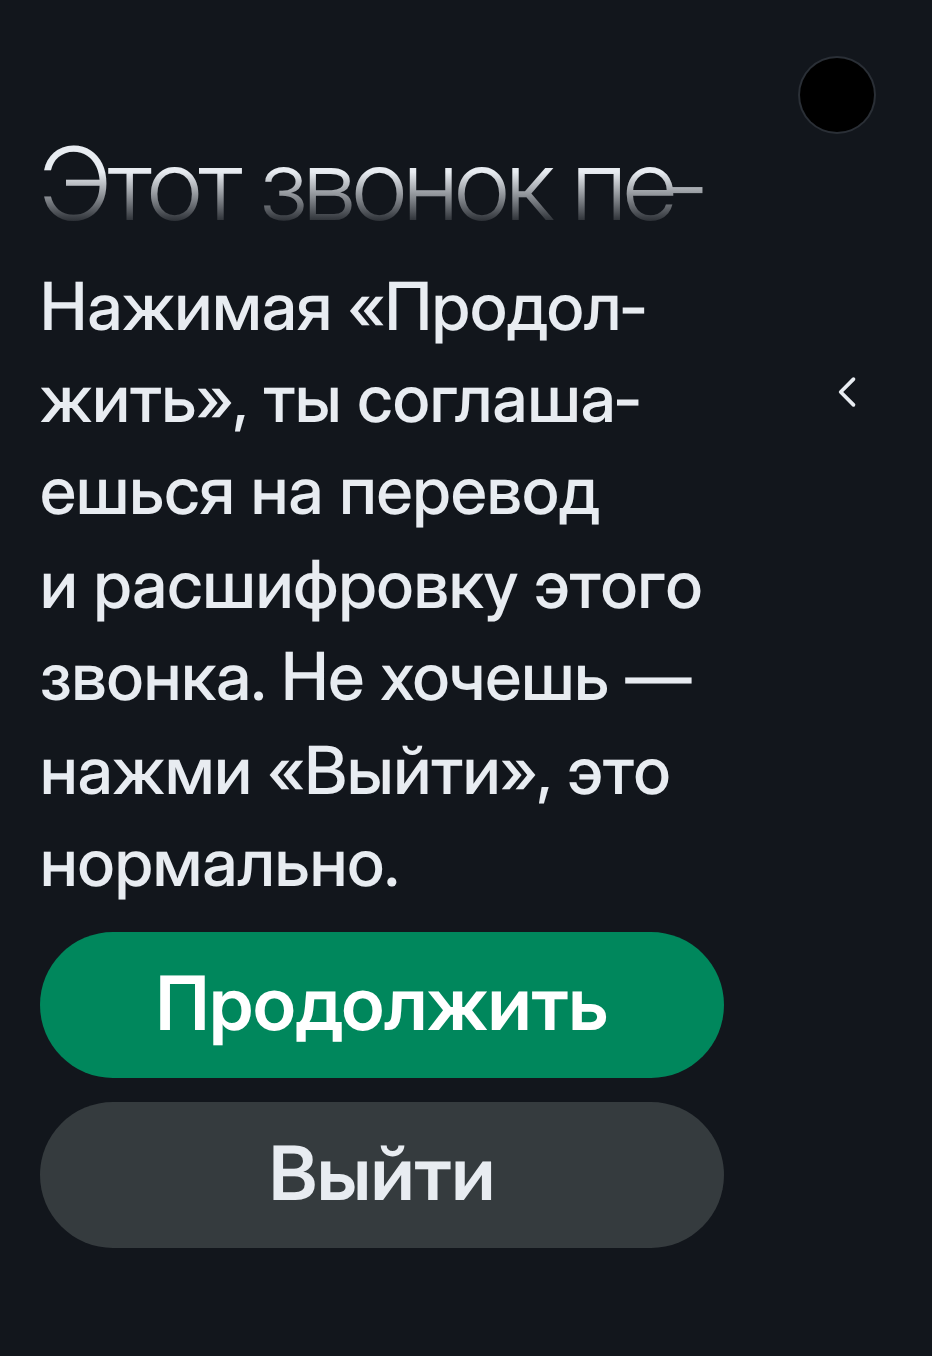 Этот звонок пе-
Нажимая «Продол-
жить», ты соглаша-
ешься на перевод
и расшифровку этого
звонка. Не хочешь —
нажми «Выйти», это
нормально.
Продолжить
Выйти